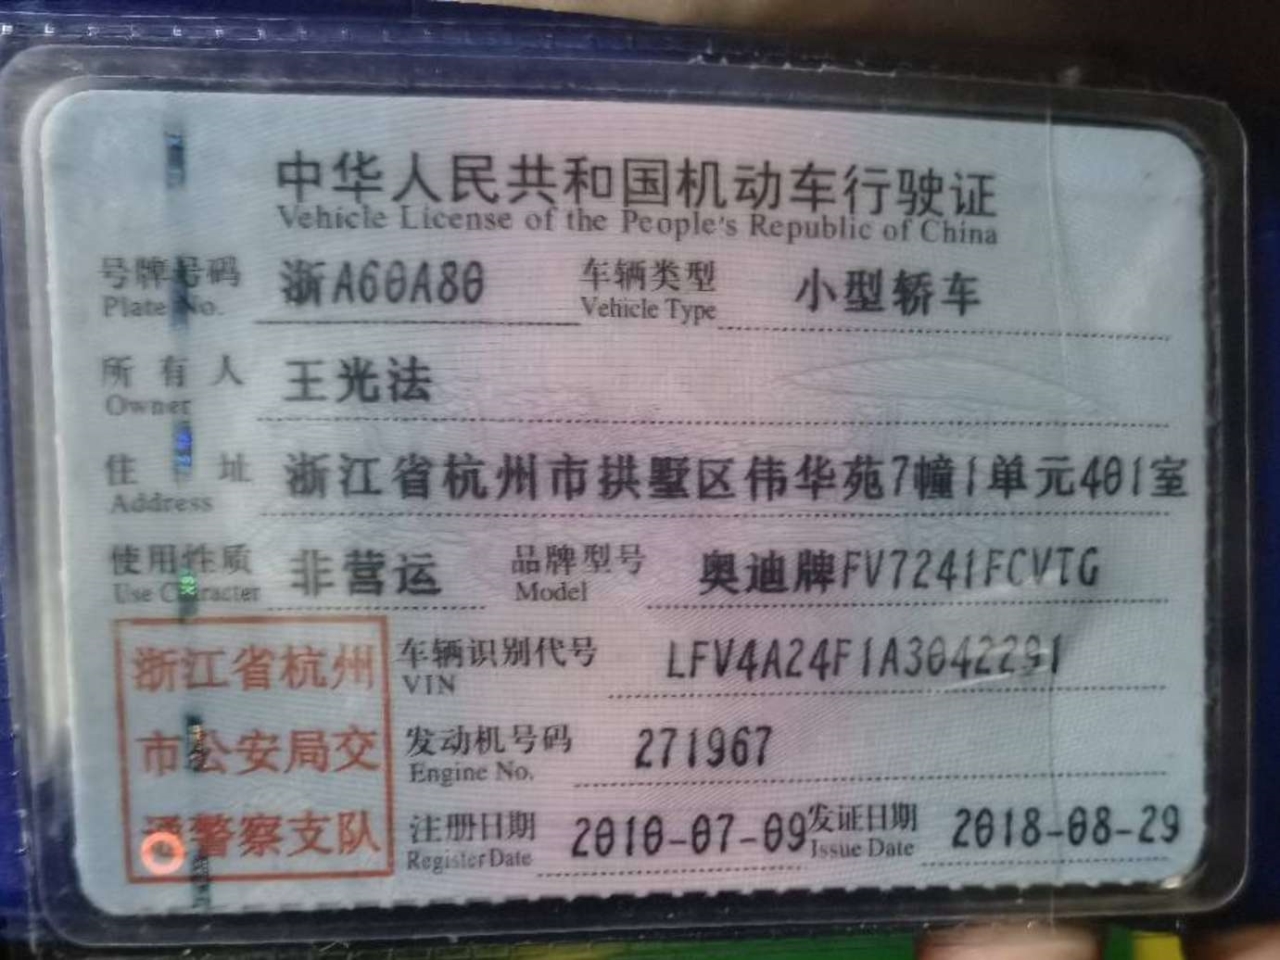 中华人民共和国机动车行驶证
Vehicle License of the People's Republic of China
号牌号码 浙A60A80 车辆类型 小型轿车
Plate No. Vehicle Type
所有人 王光法
Owner
住址 浙江省杭州市拱墅区伟华苑7幢1单元401室
Address
使用性质 非营运 品牌型号 奥迪牌FV7241FCVTG
Use Character Model
浙江省杭州 车辆识别代号 LFV4A24F1A3042291
VIN
市公安局交 发动机号码 271967
Engine No.
通警察支队 注册日期 2010-07-09 发证日期 2018-08-29
Register Date Issue Date